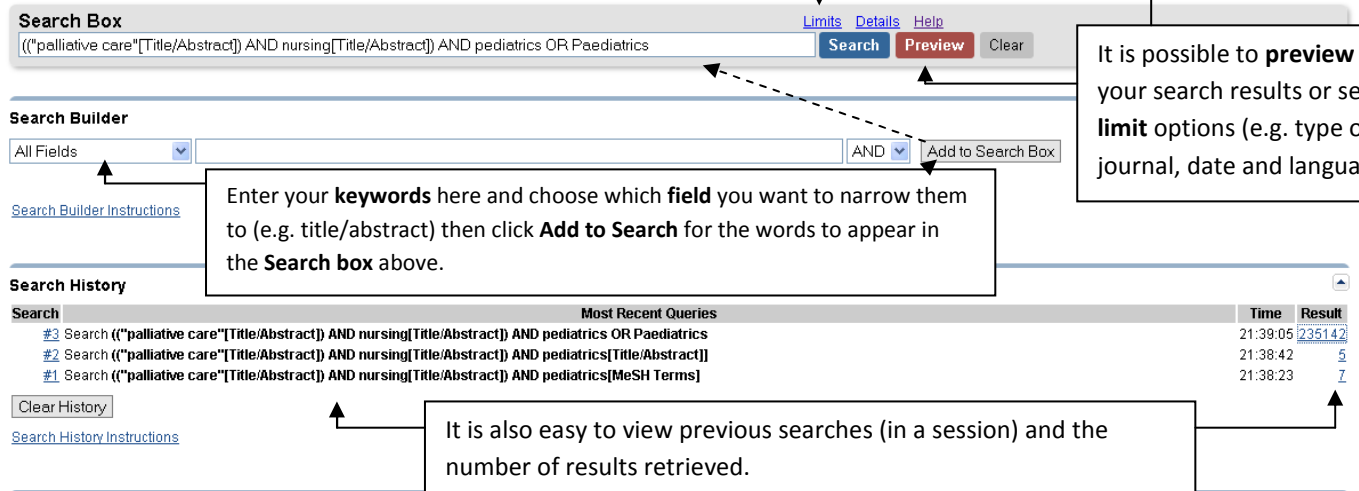 Search Box
Limits Details Help
(("palliative care"[Title/Abstract]) AND nursing[Title/Abstract]) AND pediatrics OR Paediatrics Search Preview Clear
It is possible to preview
your search results or se
limit options (e.g. type o
journal, date and langua
Search Builder
All Fields AND Add to Search Box
Enter your keywords here and choose which field you want to narrow them
to (e.g. title/abstract) then click Add to Search for the words to appear in
the Search box above.
Search Builder Instructions
Search History
Search Most Recent Queries Time Result
#3 Search (("palliative care"[Title/Abstract]) AND nursing[Title/Abstract]) AND pediatrics OR Paediatrics 21:39:05 235142
#2 Search (("palliative care"[Title/Abstract]) AND nursing[Title/Abstract]) AND pediatrics[Title/Abstract]] 21:38:42 5
#1 Search (("palliative care"[Title/Abstract]) AND nursing[Title/Abstract]) AND pediatrics[MeSH Terms] 21:38:23 7
Clear History
Search History Instructions
It is also easy to view previous searches (in a session) and the
number of results retrieved.